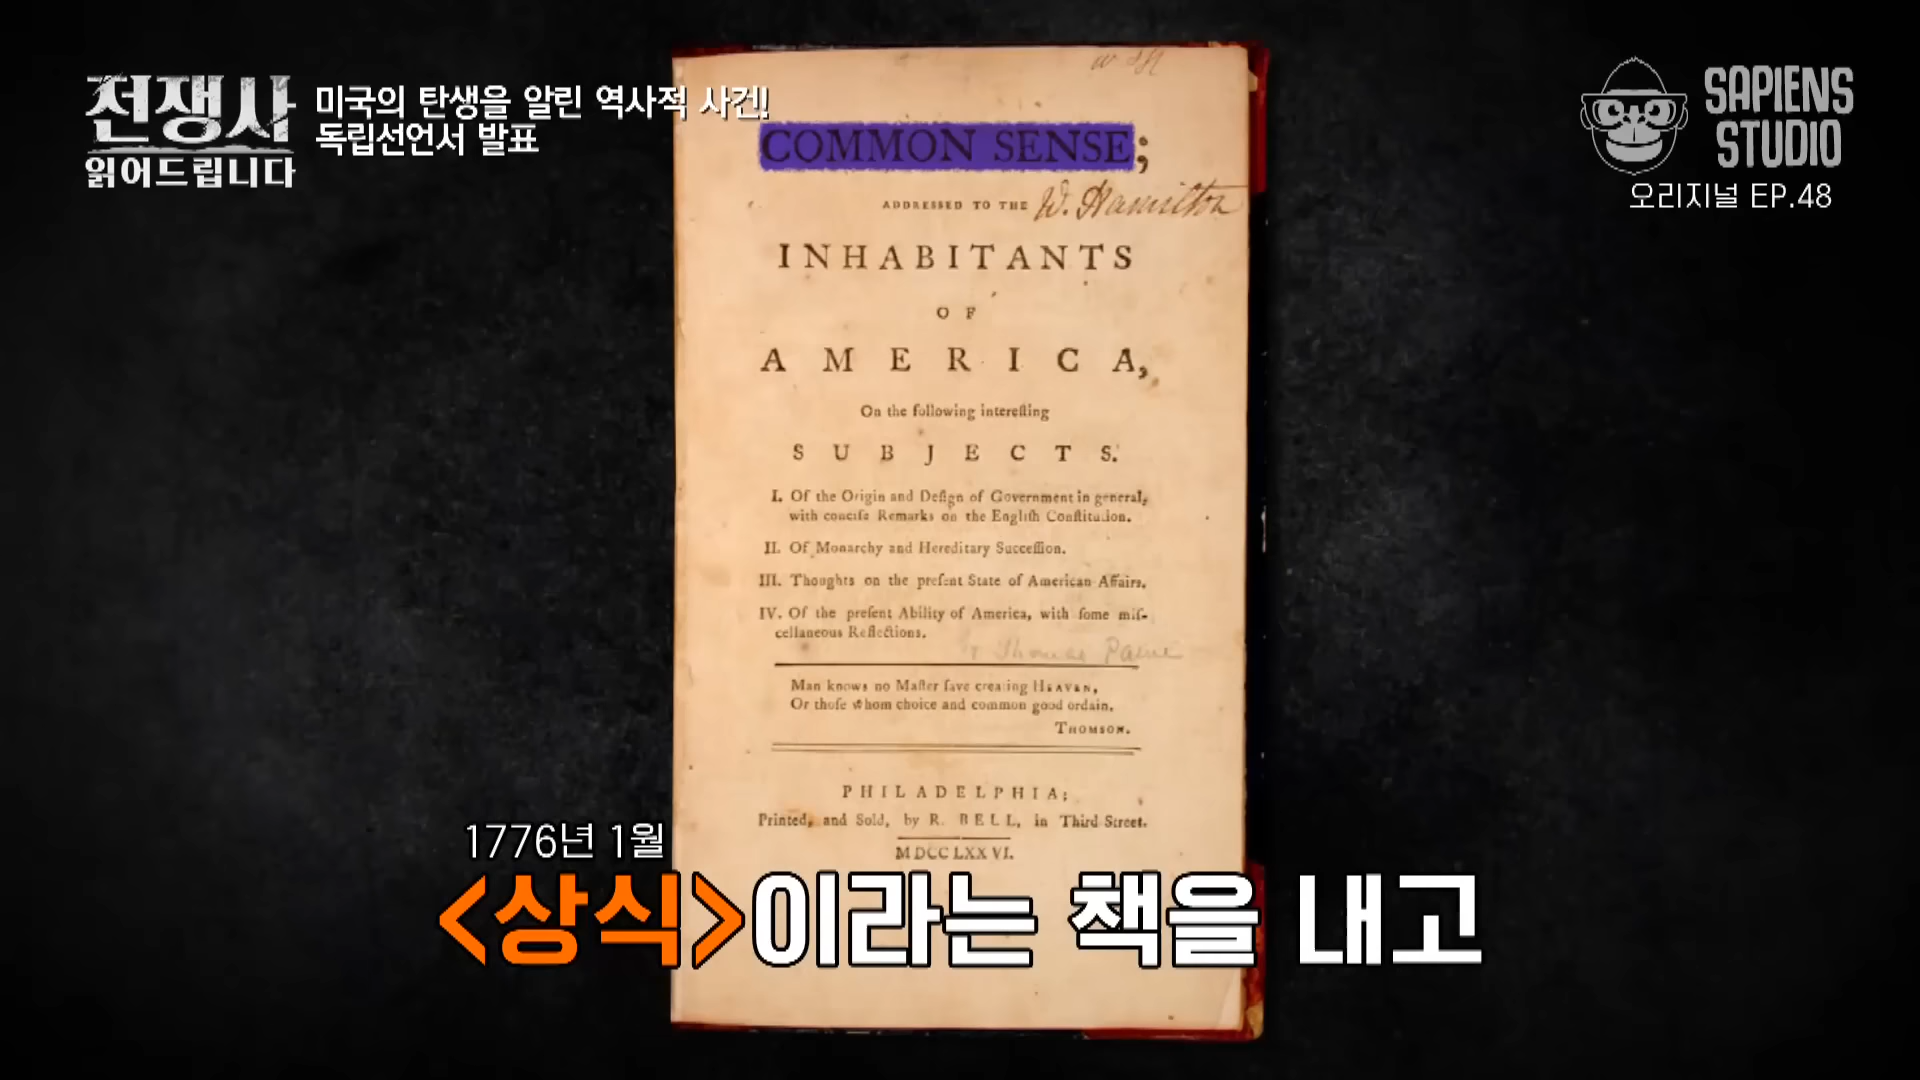 전쟁사
읽어드립니다
미국의 탄생을 알린 역사적 사건!
독립선언서 발표
SAPIENS
STUDIO
오리지널 EP.48
COMMON SENSE;
ADDRESSED TO THE W. Hamilton
INHABITANTS
OF
AMERICA,
On the following intereſting
SUBJECTS.
I. Of the Origin and Deſign of Government in general,
with conciſe Remarks on the Engliſh Conſtitution.
II. Of Monarchy and Hereditary Succeſſion.
III. Thoughts on the preſent State of American Affairs.
IV. Of the preſent Ability of America, with ſome miſ-
cellaneous Reflections.
Thomas Paine
Man knows no Maſter ſave creating HEAVEN,
Or thoſe whom choice and common good ordain.
THOMSON.
PHILADELPHIA;
Printed, and Sold, by R. BELL, in Third Street.
MDCCLXXVI.
1776년 1월
<상식>이라는 책을 내고